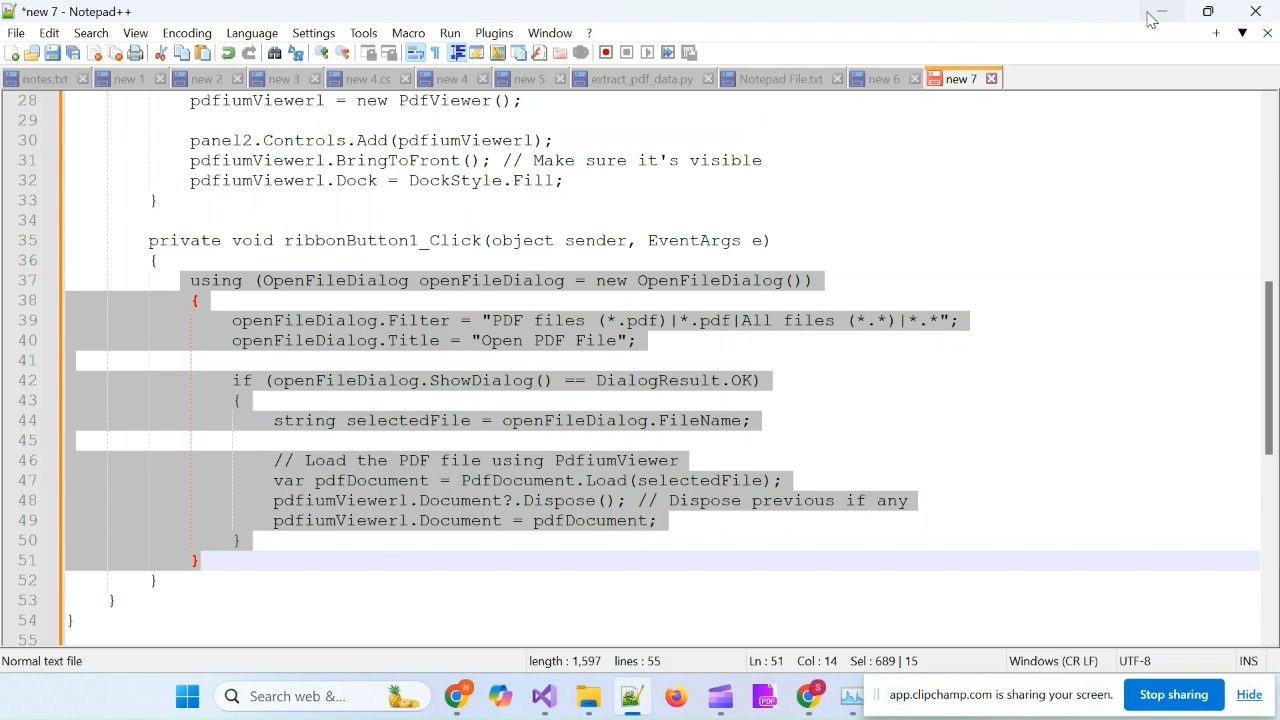 *new 7 - Notepad++
File Edit Search View Encoding Language Settings Tools Macro Run Plugins Window ?
notes.txt new 1 new 2 new 3 new 4.cs new 4 new 5 extract_pdf_data.py Notepad File.txt new 6 new 7
28 pdfiumViewer1 = new PdfViewer();
29
30 panel2.Controls.Add(pdfiumViewer1);
31 pdfiumViewer1.BringToFront(); // Make sure it's visible
32 pdfiumViewer1.Dock = DockStyle.Fill;
33 }
34
35 private void ribbonButton1_Click(object sender, EventArgs e)
36 {
37 using (OpenFileDialog openFileDialog = new OpenFileDialog())
38 {
39 openFileDialog.Filter = "PDF files (*.pdf)|*.pdf|All files (*.*)|*.*";
40 openFileDialog.Title = "Open PDF File";
41
42 if (openFileDialog.ShowDialog() == DialogResult.OK)
43 {
44 string selectedFile = openFileDialog.FileName;
45
46 // Load the PDF file using PdfiumViewer
47 var pdfDocument = PdfDocument.Load(selectedFile);
48 pdfiumViewer1.Document?.Dispose(); // Dispose previous if any
49 pdfiumViewer1.Document = pdfDocument;
50 }
51 }
52 }
53 }
54 }
55
Normal text file length : 1,597 lines : 55 Ln : 51 Col : 14 Sel : 689 | 15 Windows (CR LF) UTF-8 INS
Search web &... app.clipchamp.com is sharing your screen. Stop sharing Hide